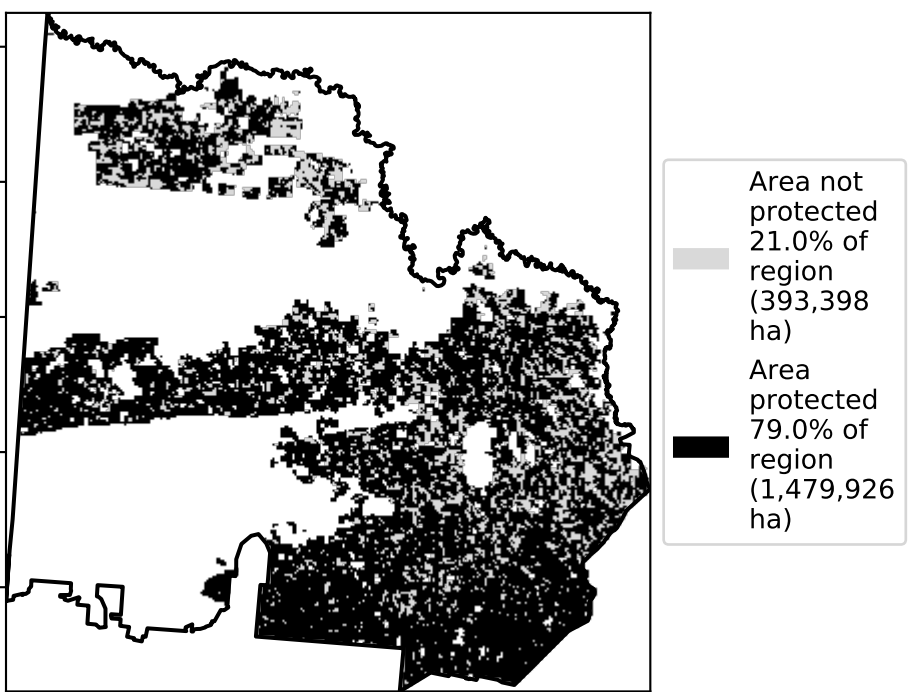 Area not
protected
21.0% of
region
(393,398
ha)
Area
protected
79.0% of
region
(1,479,926
ha)